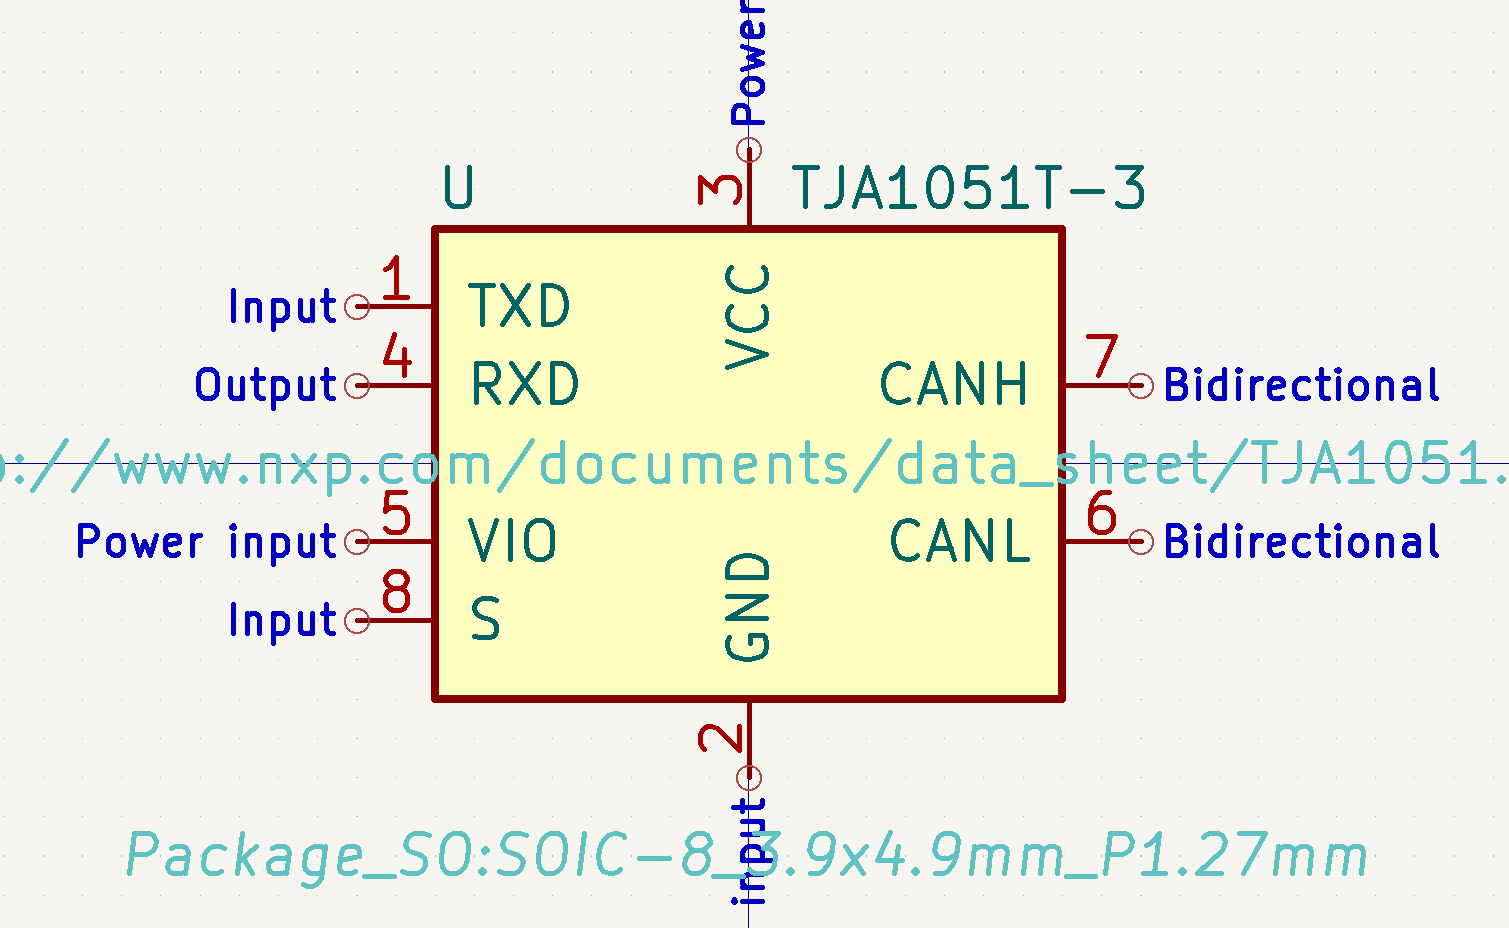 Power
3
U
TJA1051T-3
1
Input
TXD
VCC
4
Output
RXD
7
CANH
Bidirectional
://www.nxp.com/documents/data_sheet/TJA1051.
5
Power input
VIO
6
CANL
Bidirectional
8
Input
S
GND
2
input
Package_SO:SOIC-8_3.9x4.9mm_P1.27mm